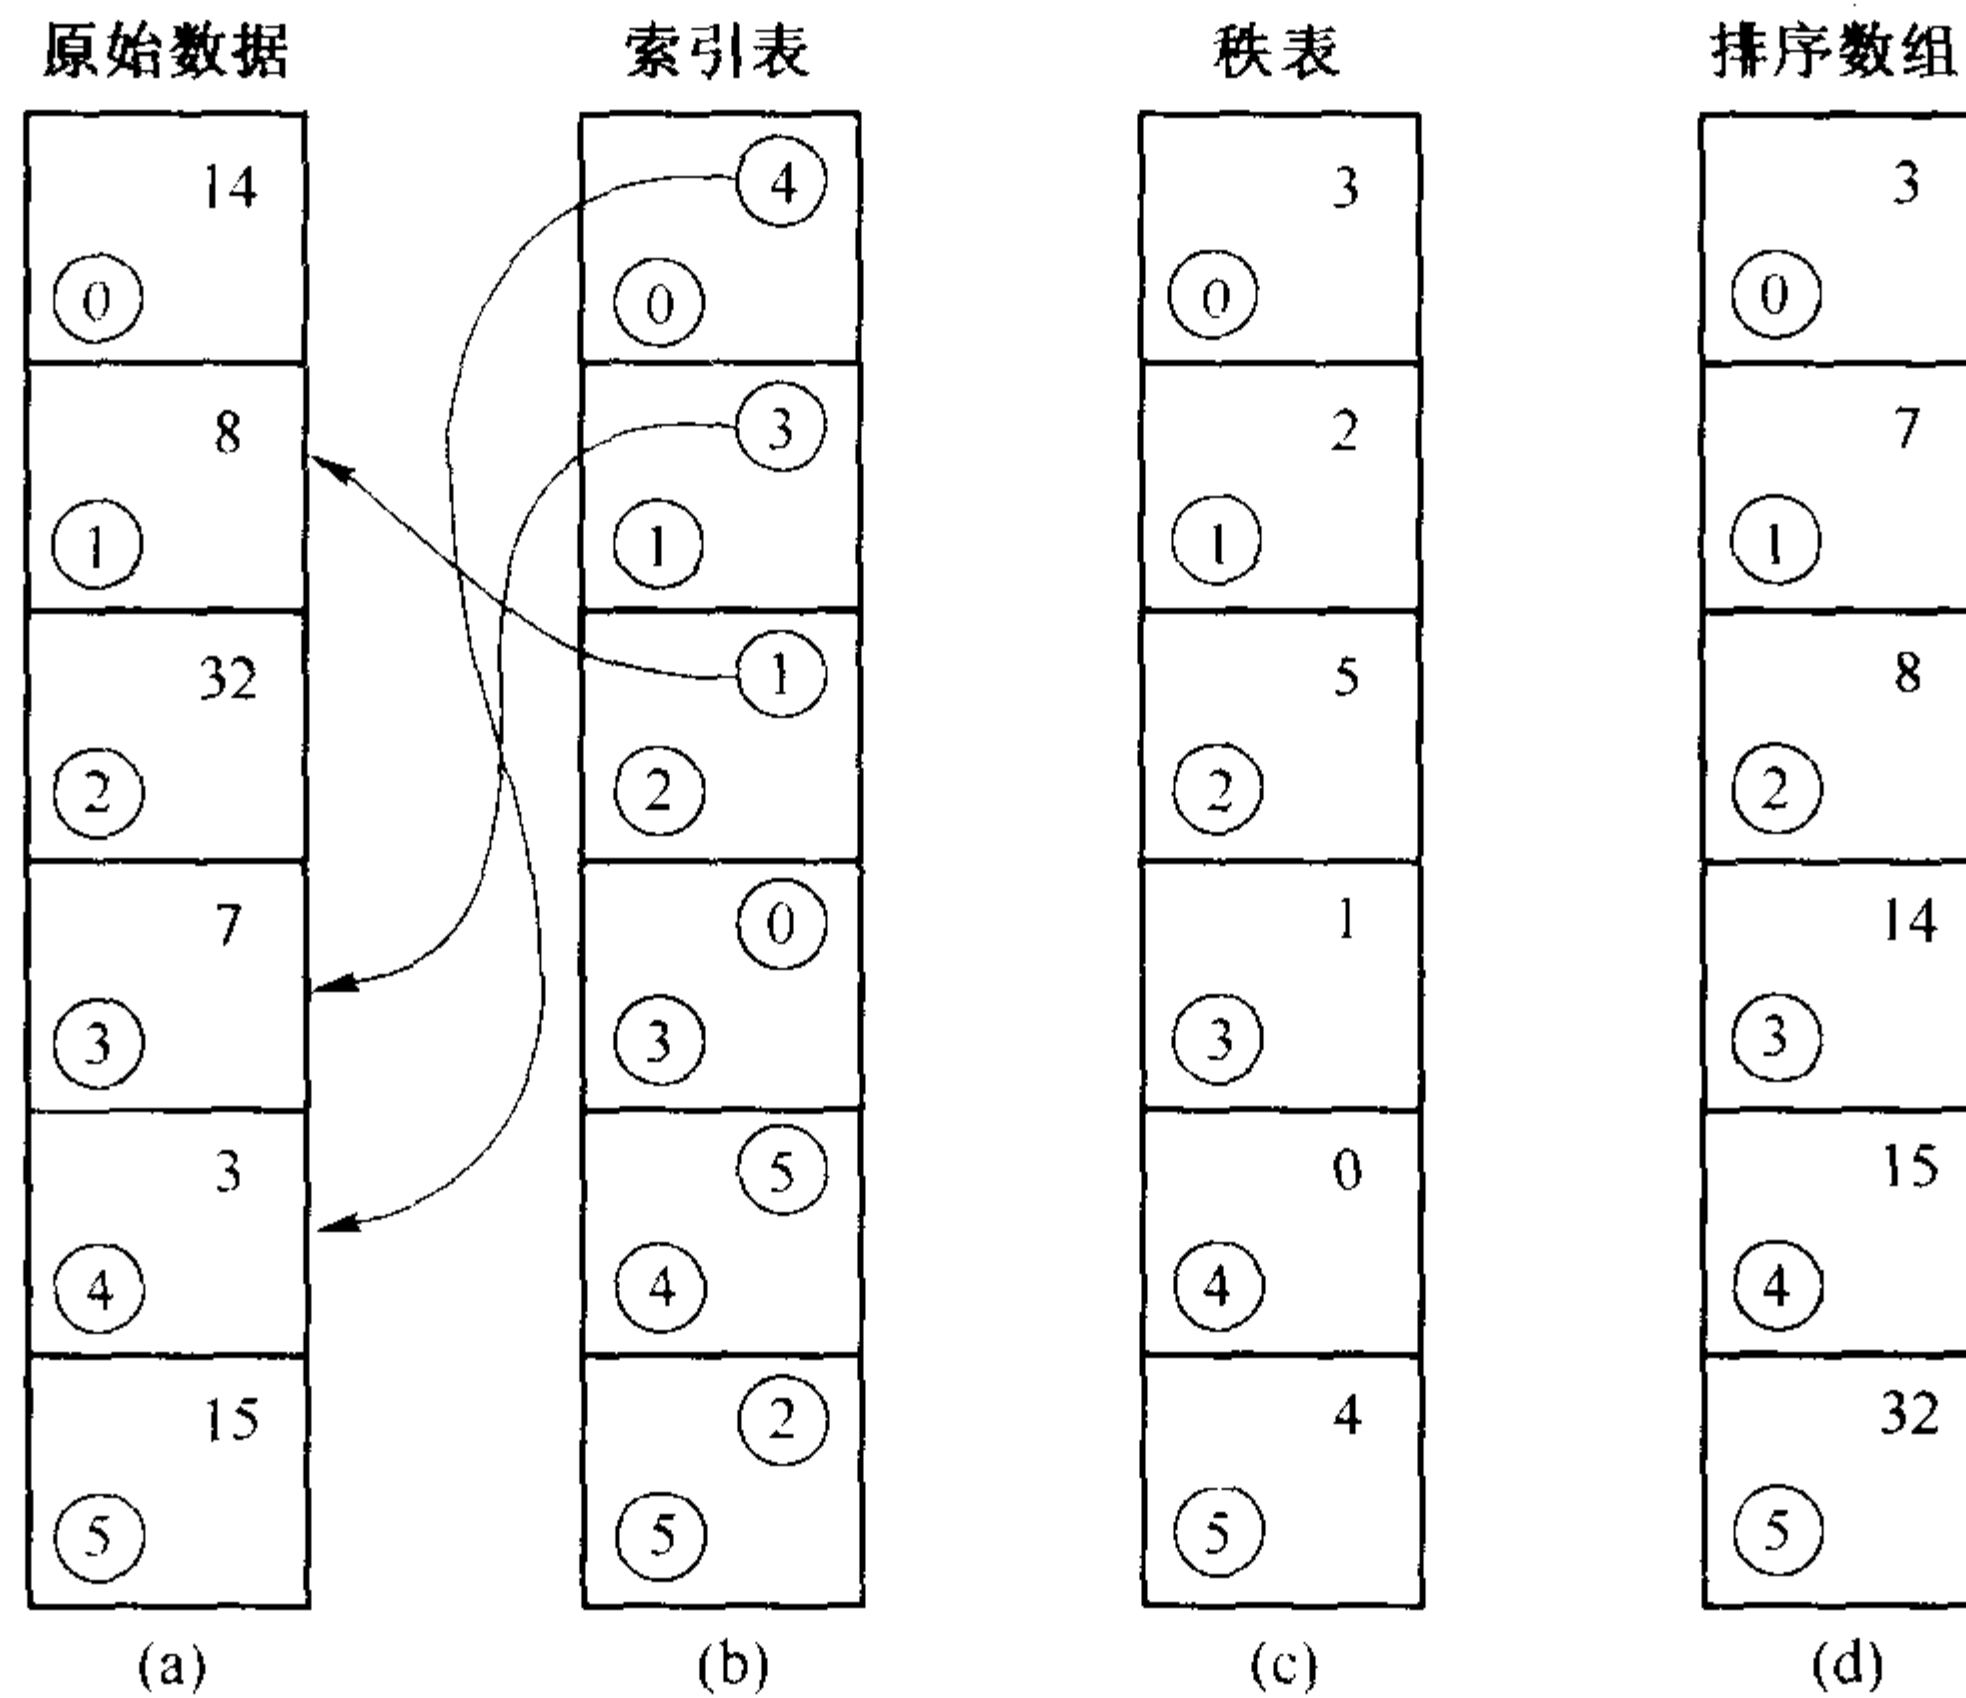 原始数据 索引表 秩表 排序数组
14 ④ 3 3
⓪ ⓪ ⓪ ⓪
8 ③ 2 7
① ① ① ①
32 ① 5 8
② ② ② ②
7 ⓪ 1 14
③ ③ ③ ③
3 ⑤ 0 15
④ ④ ④ ④
15 ② 4 32
⑤ ⑤ ⑤ ⑤
(a) (b) (c) (d)